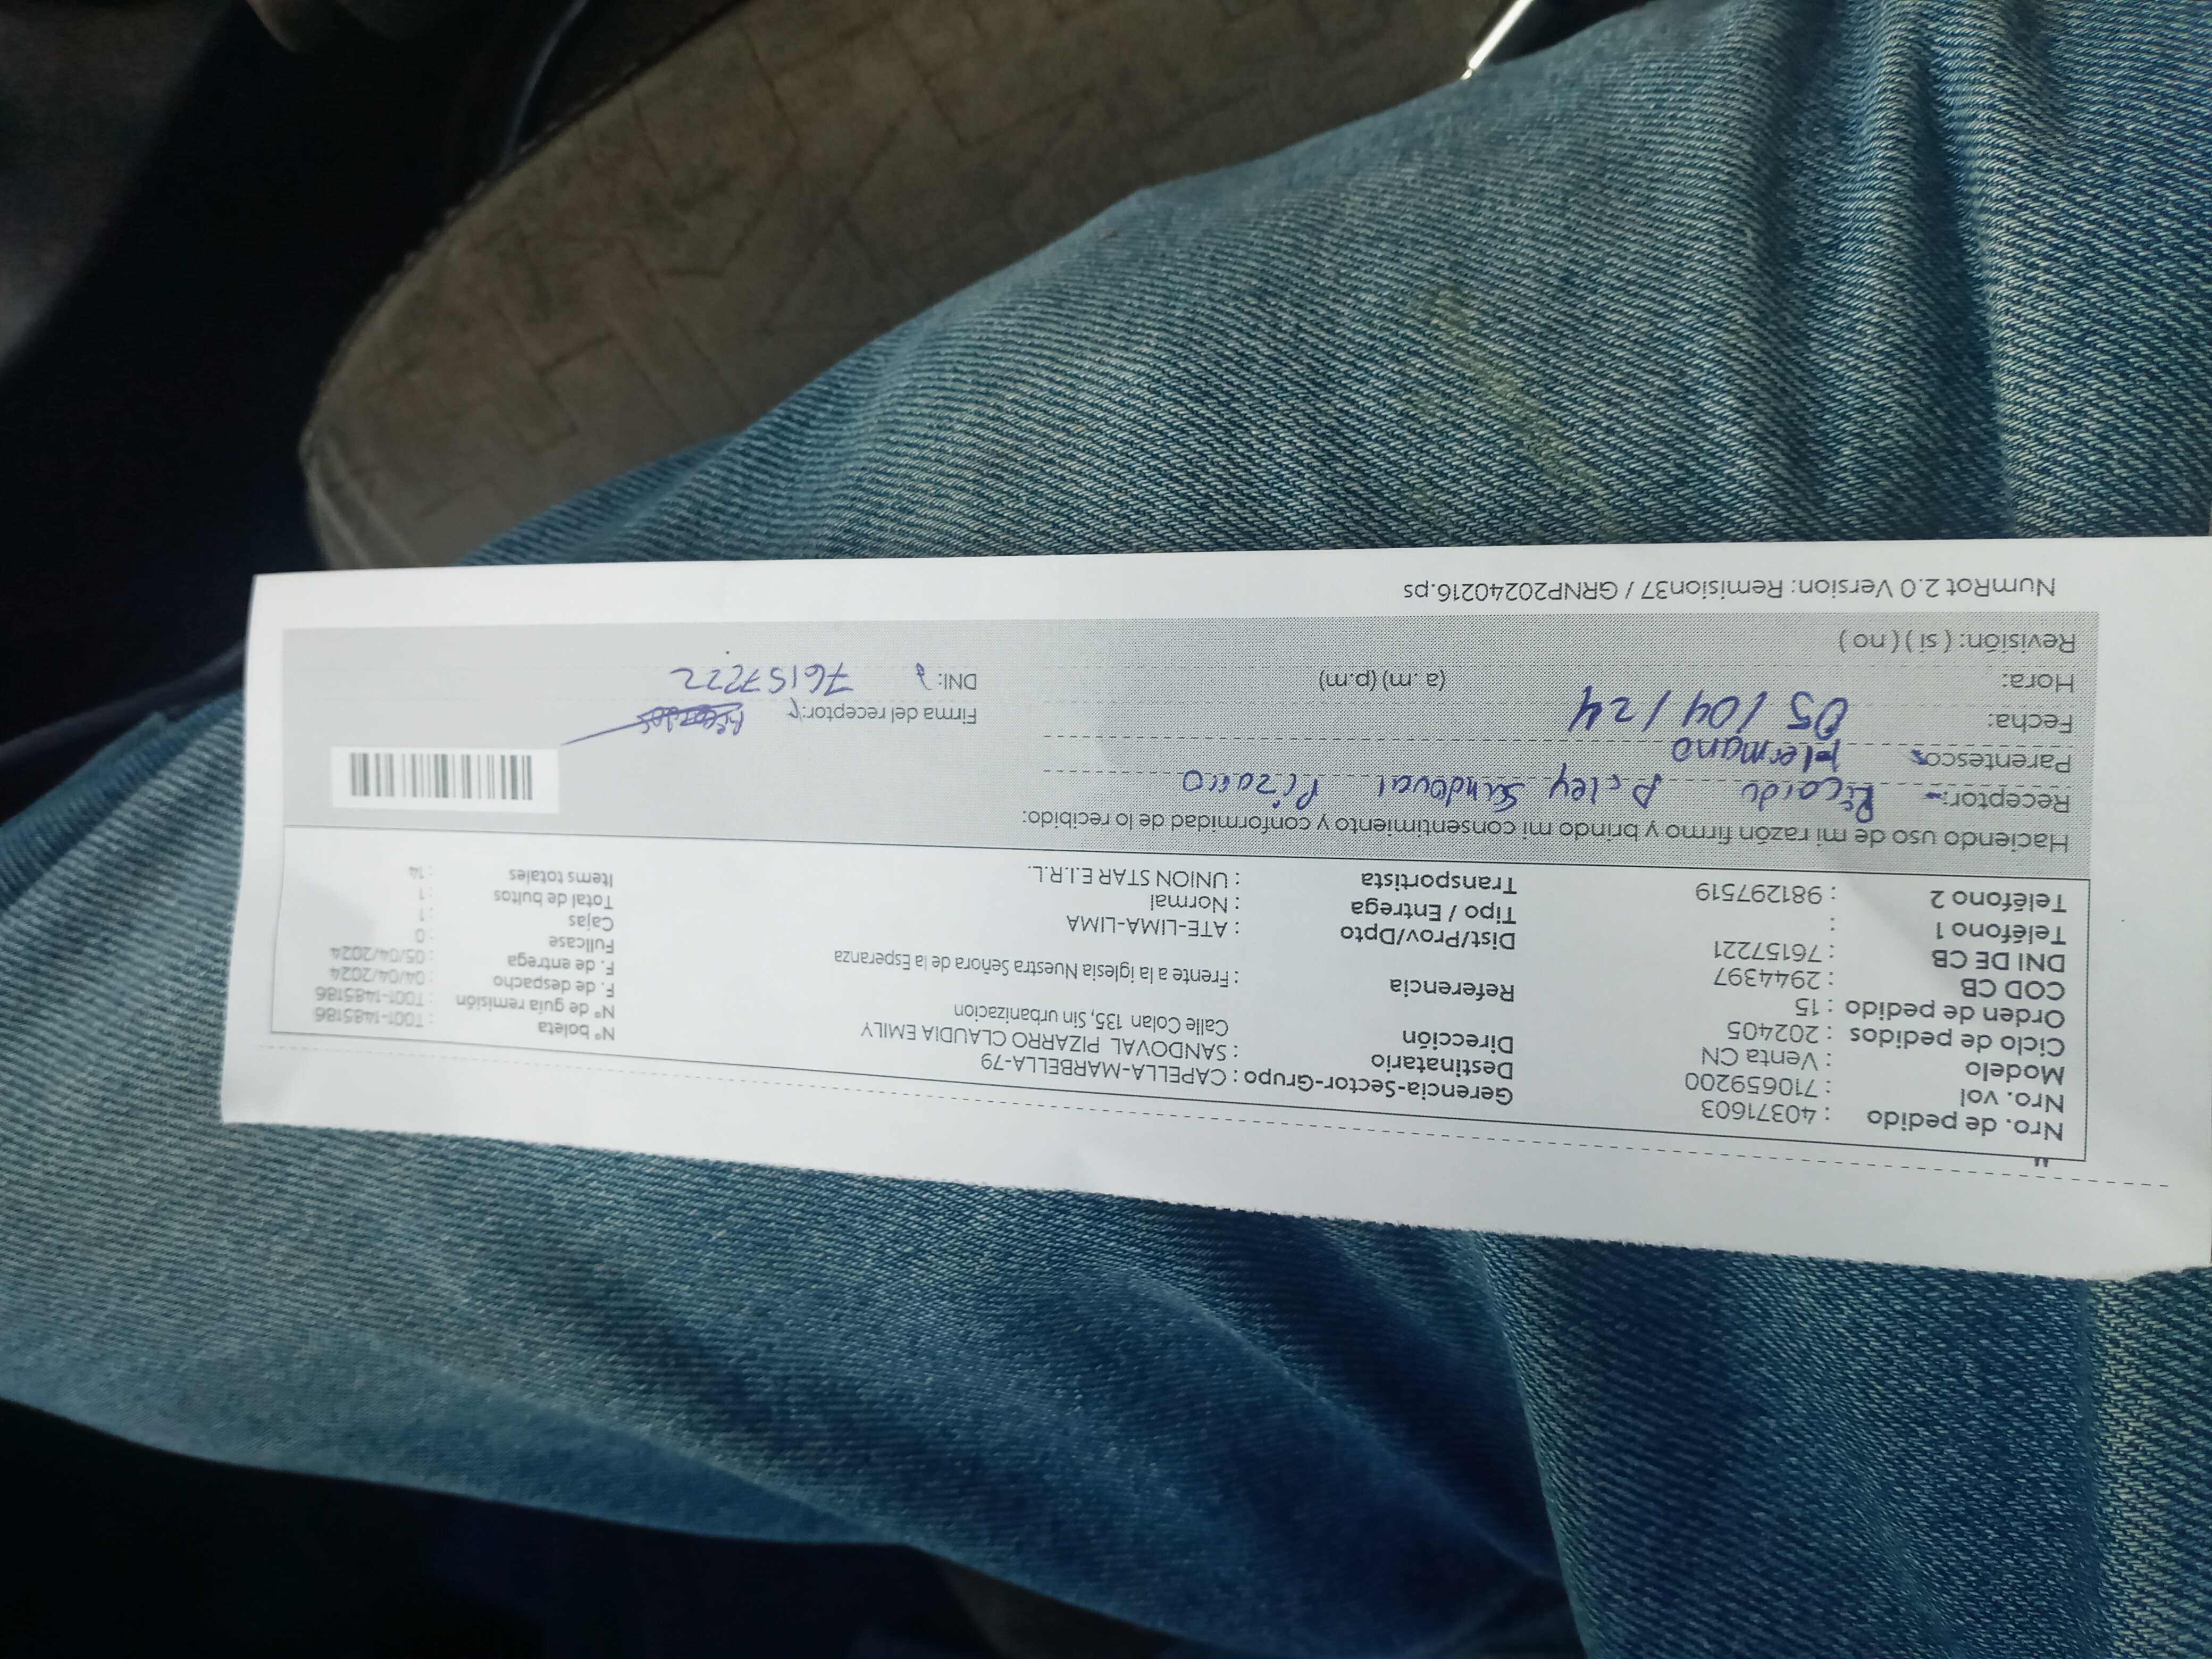 Nro. de pedido : 40371603
Nro. vol : 710659200
Modelo : Venta CN
Ciclo de pedidos : 202405
Orden de pedido : 15
COD CB : 2944397
DNI DE CB : 76157221
Teléfono 1 :
Teléfono 2 : 981297519
Gerencia-Sector-Grupo : CAPELLA-MARBELLA-79
Destinatario : SANDOVAL PIZARRO CLAUDIA EMILY
Dirección Calle Colan 135, Sin urbanizacion
Referencia : Frente a la iglesia Nuestra Señora de la Esperanza
Dist/Prov/Dpto : ATE-LIMA-LIMA
Tipo / Entrega : Normal
Transportista : UNION STAR E.I.R.L.
N° boleta : T001-1485186
N° de guia remisión : T001-1485186
F. de despacho : 04/04/2024
F. de entrega : 05/04/2024
Fullcase : 0
Cajas : 1
Total de bultos : 1
Items totales : 14
Haciendo uso de mi razón firmo y brindo mi consentimiento y conformidad de lo recibido:
Receptor: Ricardo Sandoval Pizarro
Parentesco: Hermano
Fecha: 05/04/24
Hora: (a.m) (p.m)
Revisión: ( si ) ( no )
Firma del receptor:
DNI: 76157222
NumRot 2.0 Version: Remision37 / GRNP20240216.ps